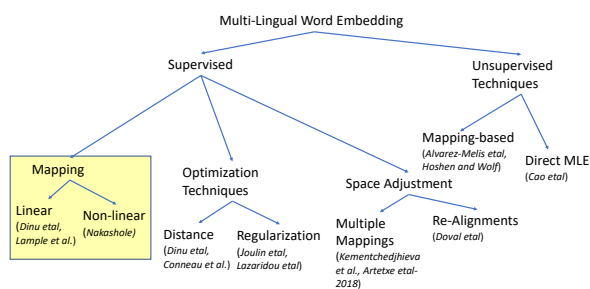 Multi-Lingual Word Embedding
Supervised
Unsupervised
Techniques
Mapping-based
(Alvarez-Melis etal,
Hoshen and Wolf)
Direct MLE
(Cao etal)
Mapping
Linear
(Dinu etal,
Lample et al.)
Non-linear
(Nakashole)
Optimization
Techniques
Distance
(Dinu etal,
Conneau et al.)
Regularization
(Joulin etal,
Lazaridou etal)
Space Adjustment
Multiple
Mappings
(Kementchedjhieva
et al., Artetxe etal-
2018)
Re-Alignments
(Doval etal)